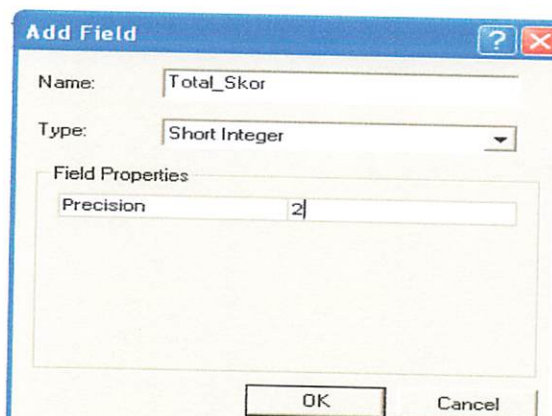 Add Field
Name: Total_Skor
Type: Short Integer
Field Properties
Precision 2
OK Cancel